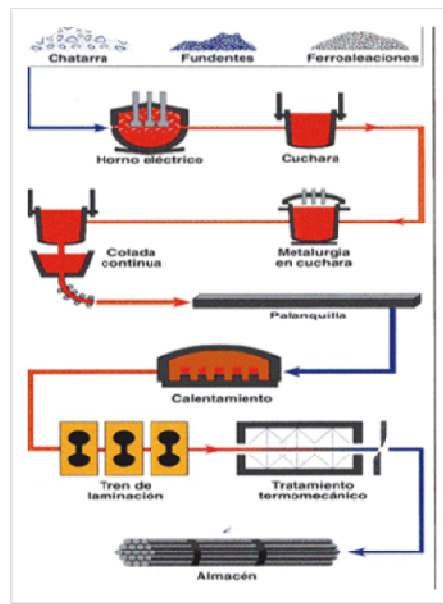 Chatarra
Fundentes
Ferroaleaciones
Horno eléctrico
Cuchara
Colada
continua
Metalurgia
en cuchara
Palanquilla
Calentamiento
Tren de
laminación
Tratamiento
termomecánico
Almacén